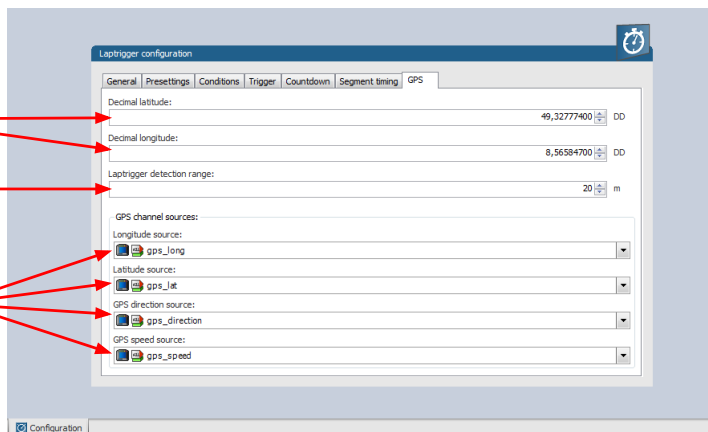 Laptrigger configuration
General Presettings Conditions Trigger Countdown Segment timing GPS
Decimal latitude:
49,32777400 DD
Decimal longitude:
8,56584700 DD
Laptrigger detection range:
20 m
GPS channel sources:
Longitude source:
gps_long
Latitude source:
gps_lat
GPS direction source:
gps_direction
GPS speed source:
gps_speed
Configuration